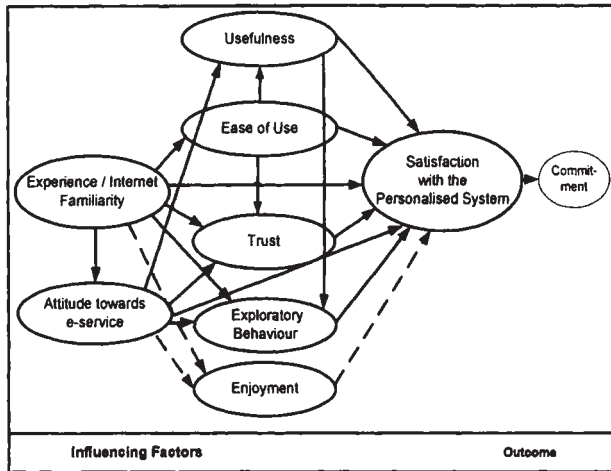 Usefulness
Ease of Use
Experience / Internet
Familiarity
Satisfaction
with the
Personalised System
Commit-
ment
Trust
Attitude towards
e-service
Exploratory
Behaviour
Enjoyment
Influencing Factors
Outcome